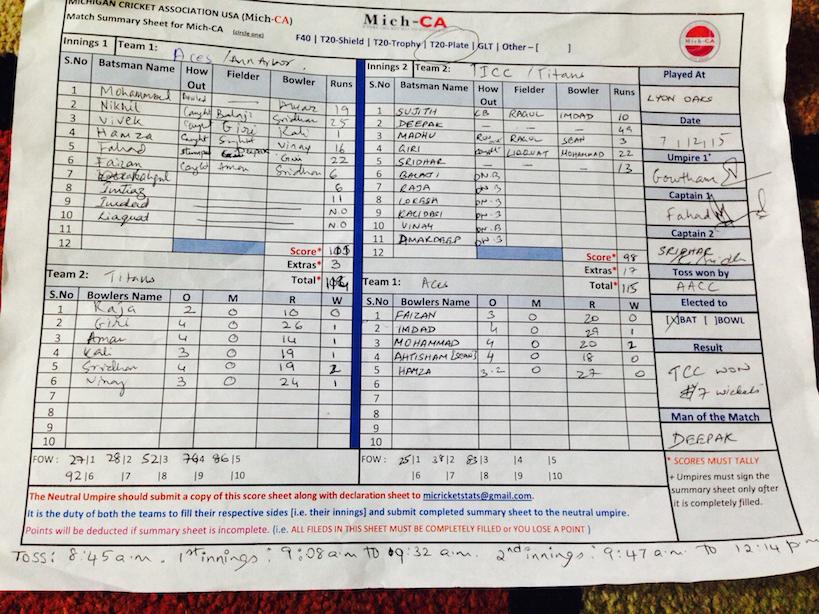 MICHIGAN CRICKET ASSOCIATION USA (Mich-CA)
Match Summary Sheet for Mich-CA (circle one)
Mich-CA
F40 | T20-Shield | T20-Trophy | T20-Plate | GLT | Other – [ ]
Mich-CA
Innings 1 Team 1: Aces / Ann Arbor
S.No Batsman Name How Out Fielder Bowler Runs
1 Mohammad Bowled — Amar 19
2 Nikhil Caught Balaji Sridhar 25
3 Vivek Caught Giri Kali 1
4 Hamza Caught Sujith Vinay 16
5 Fahad Stumped Deepak Giri 22
6 Faizan Caught Aman Sridhar 6
7 6
8 Imtiaz 11
9 Imdad N.O
10 Liaquat N.O
11
12
Score*
Extras* 3
Total*
Innings 2 Team 2: TCC / Titans
S.No Batsman Name How Out Fielder Bowler Runs
1 SUJITH CB RAGUL IMDAD 10
2 DEEPAK — — — 49
3 MADHU Run RAGUL SEAN 3
4 GIRI LIAQUAT MOHAMMAD 22
5 SRIDHAR — — — 13
6 BALAJI DN.B
7 RAJA DN.B
8 LOKESH DN.B
9 KALIDASI DN.B
10 VINAY DN.B
11 AMARDEEP DN.B
12
Score* 98
Extras* 17
Total* 115
Team 2: Titans
S.No Bowlers Name O M R W
1 Raja 2 0 10 0
2 Giri 4 0 26 1
3 Aman 4 0 14 1
4 Kali 3 0 19 1
5 Sridhar 4 0 19 2
6 Vinay 3 0 24 1
7
8
9
10
Team 1: Aces
S.No Bowlers Name O M R W
1 FAIZAN 3 0 20 0
2 IMDAD 4 0 29 1
3 MOHAMMAD 4 0 20 1
4 AHTISHAM [SEAN] 4 0 18 0
5 HAMZA 3.2 0 27 0
6
7
8
9
10
FOW: 27|1 28|2 52|3 |4 86|5
92|6 |7 |8 |9 |10
FOW: 25|1 38|2 83|3 |4 |5
|6 |7 |8 |9 |10
Played At
LYON OAKS
Date
7 | 12 | 15
Umpire 1*
Gowtham
Captain 1
Fahad
Captain 2
SRIDHAR
Toss won by
AACC
Elected to
[X]BAT | ]BOWL
Result
TCC WON
7 wickets
Man of the Match
DEEPAK
* SCORES MUST TALLY
+ Umpires must sign the
summary sheet only after
it is completely filled.
The Neutral Umpire should submit a copy of this score sheet along with declaration sheet to micricketstats@gmail.com.
It is the duty of both the teams to fill their respective sides [i.e. their innings] and submit completed summary sheet to the neutral umpire.
Points will be deducted if summary sheet is incomplete. (i.e. ALL FILEDS IN THIS SHEET MUST BE COMPLETELY FILLED or YOU LOSE A POINT )
TOSS: 8:45 a.m. 1st innings: 9:08 a.m TO 9:32 a.m. 2nd innings: 9:47 a.m. TO 12:14 pm